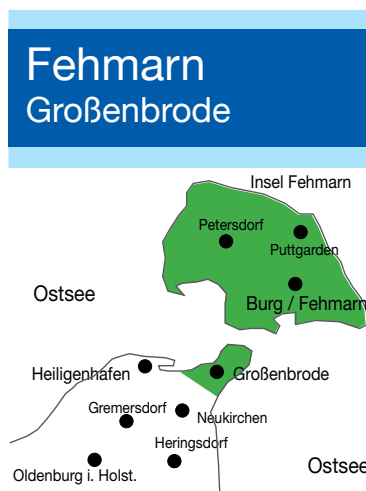 Fehmarn
Großenbrode
Insel Fehmarn
Petersdorf
Puttgarden
Ostsee
Burg / Fehmarn
Heiligenhafen
Großenbrode
Gremersdorf
Neukirchen
Heringsdorf
Oldenburg i. Holst.
Ostsee